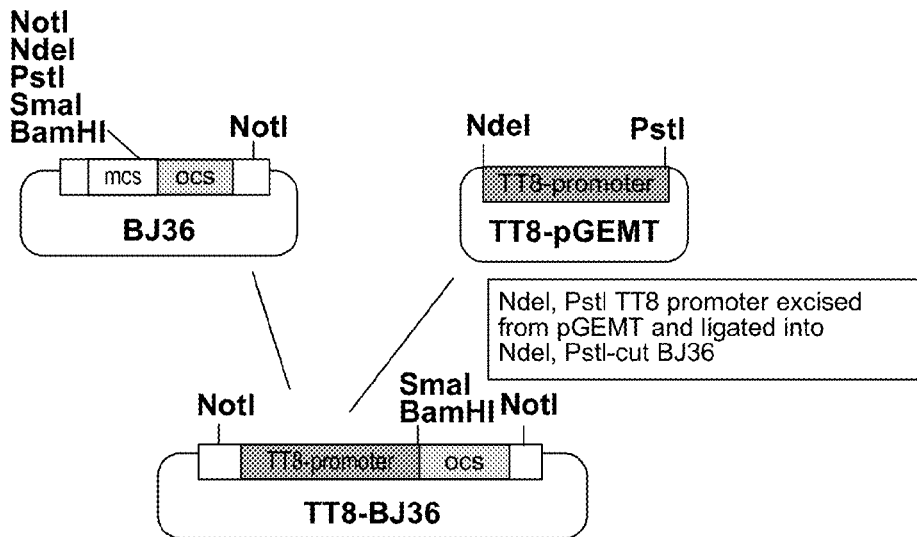 NotI
NdeI
PstI
SmaI
BamHI
NotI
mcs
ocs
BJ36
NdeI
PstI
TT8-promoter
TT8-pGEMT
NdeI, PstI TT8 promoter excised
from pGEMT and ligated into
NdeI, PstI-cut BJ36
NotI
SmaI
BamHI
NotI
TT8-promoter
ocs
TT8-BJ36